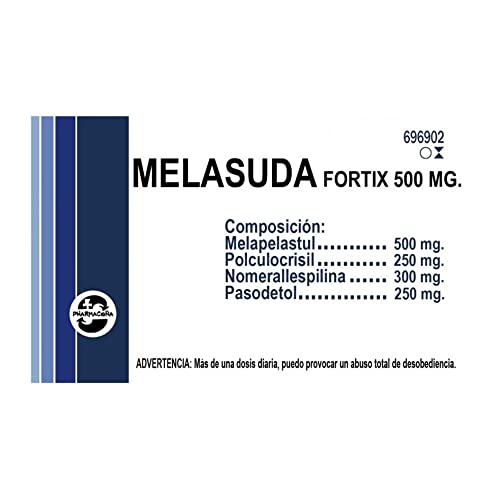 696902
MELASUDA FORTIX 500 MG.
Composición:
Melapelastul............ 500 mg.
Polculocrisil............. 250 mg.
Nomerallespilina....... 300 mg.
Pasodetol................ 250 mg.
PHARMACOÑA
ADVERTENCIA: Más de una dosis diaria, puedo provocar un abuso total de desobediencia.